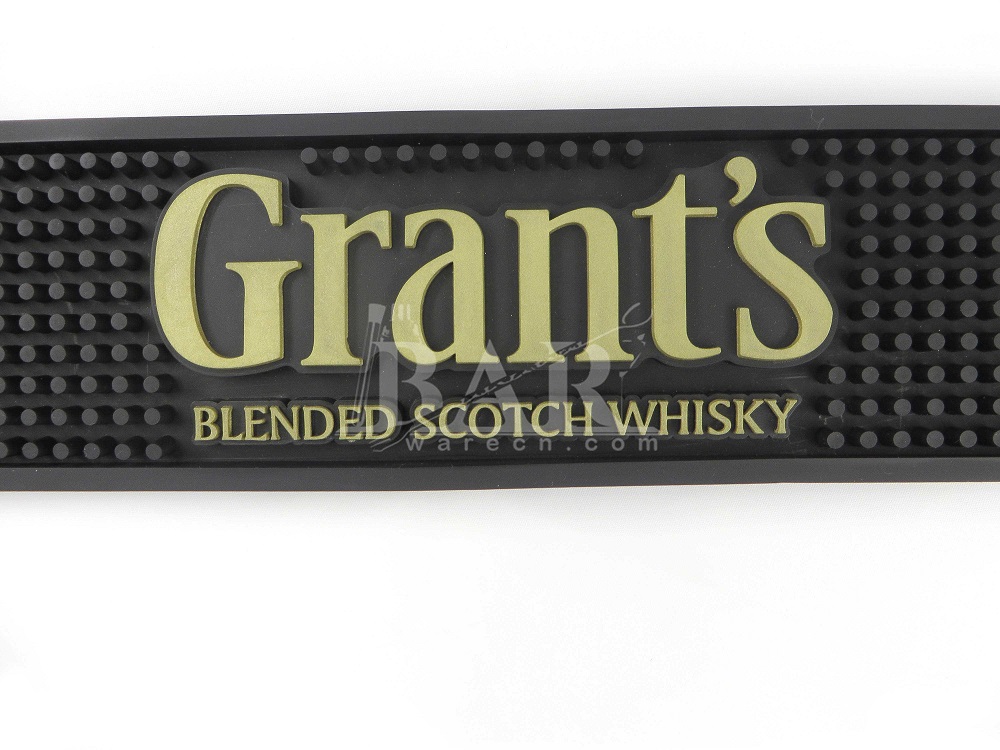 Grant's
BLENDED SCOTCH WHISKY
BAR
warecn.com